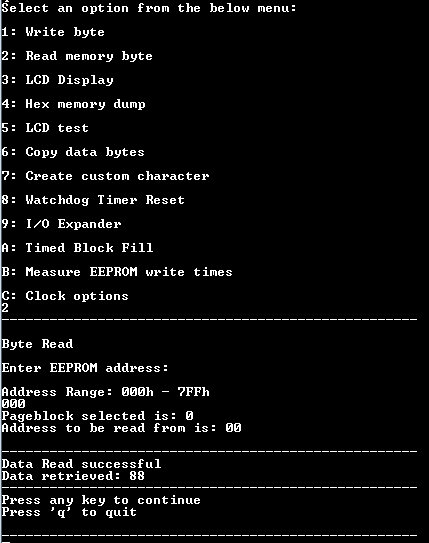 Select an option from the below menu:
1: Write byte
2: Read memory byte
3: LCD Display
4: Hex memory dump
5: LCD test
6: Copy data bytes
7: Create custom character
8: Watchdog Timer Reset
9: I/O Expander
A: Timed Block Fill
B: Measure EEPROM write times
C: Clock options
2
Byte Read
Enter EEPROM address:
Address Range: 000h - 7FFh
000
Pageblock selected is: 0
Address to be read from is: 00
Data Read successful
Data retrieved: 88
Press any key to continue
Press 'q' to quit